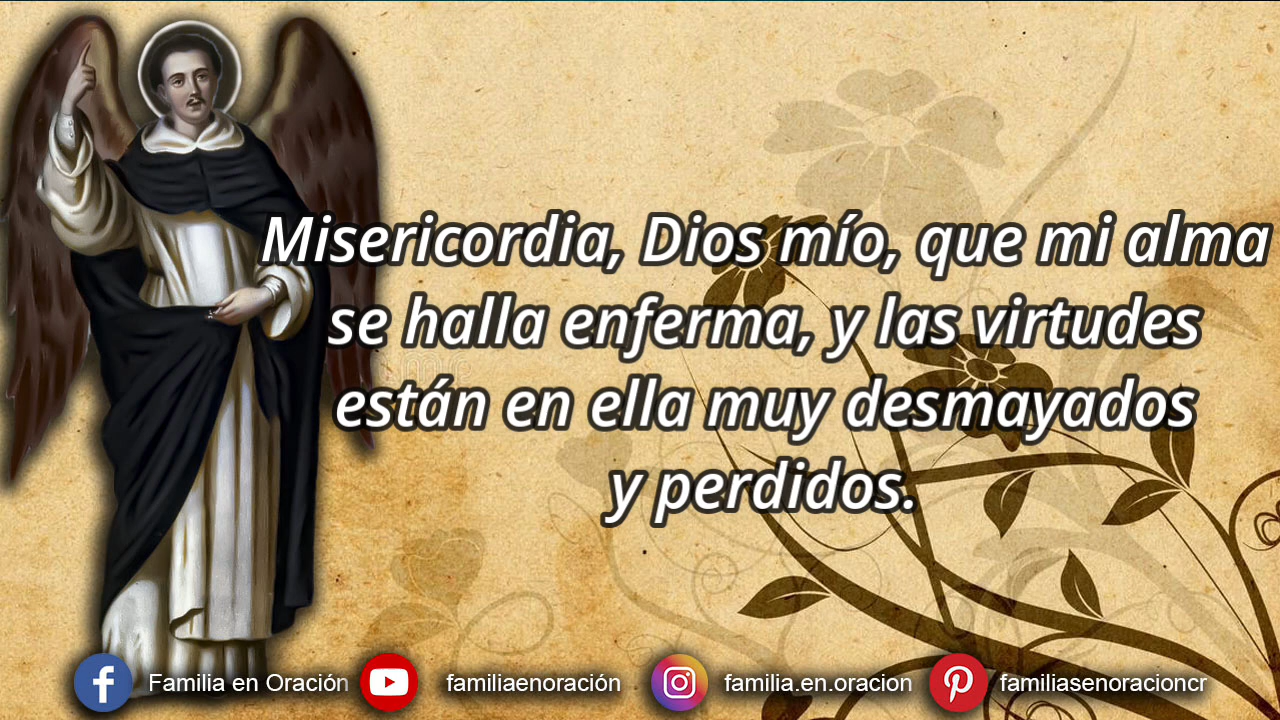 Misericordia, Dios mío, que mi alma
se halla enferma, y las virtudes
están en ella muy desmayados
y perdidos.
Familia en Oración
familiaenoración
familia.en.oracion
familiasenoracioncr